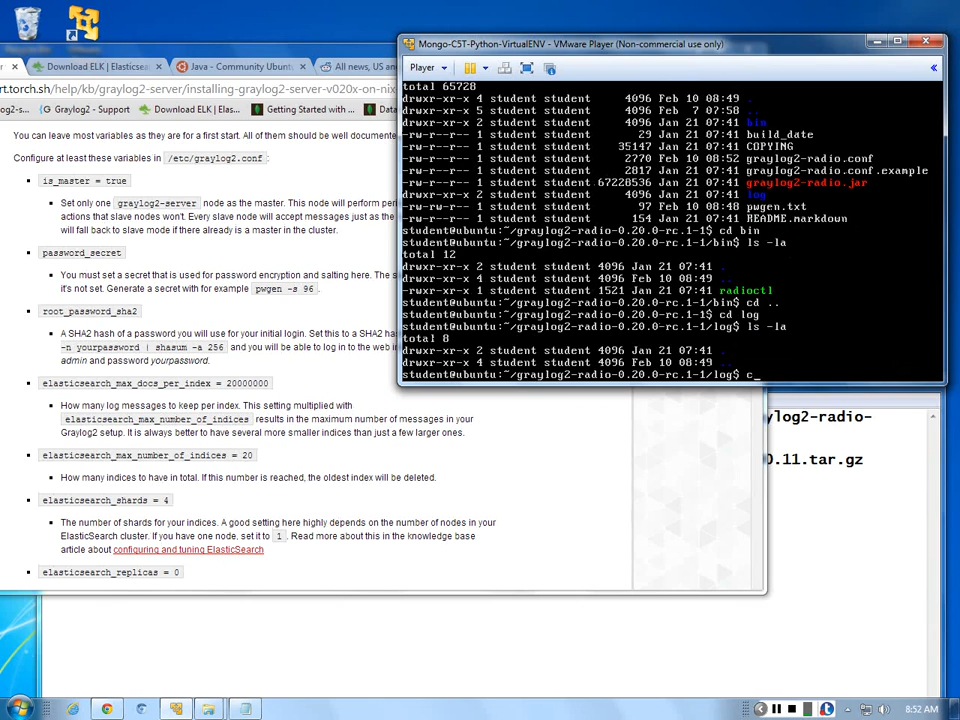 Download ELK | Elastics
Java - Community Ubunt
All news, US an
rt.torch.sh/help/kb/graylog2-server/installing-graylog2-server-v020x-on-nix
og2-s...
Graylog2 - Support
Download ELK | Elas...
Getting Started with ...
Dat
You can leave most variables as they are for a first start. All of them should be well documente
Configure at least these variables in /etc/graylog2.conf :
is_master = true
Set only one graylog2-server node as the master. This node will perform peri
actions that slave nodes won't. Every slave node will accept messages just as the
will fall back to slave mode if there already is a master in the cluster.
password_secret
You must set a secret that is used for password encryption and salting here. The s
it's not set. Generate a secret with for example pwgen -s 96 .
root_password_sha2
A SHA2 hash of a password you will use for your initial login. Set this to a SHA2 has
-n yourpassword | shasum -a 256 and you will be able to log in to the web in
admin and password yourpassword.
elasticsearch_max_docs_per_index = 20000000
How many log messages to keep per index. This setting multiplied with
elasticsearch_max_number_of_indices results in the maximum number of messages in your
Graylog2 setup. It is always better to have several more smaller indices than just a few larger ones.
elasticsearch_max_number_of_indices = 20
How many indices to have in total. If this number is reached, the oldest index will be deleted.
elasticsearch_shards = 4
The number of shards for your indices. A good setting here highly depends on the number of nodes in your
ElasticSearch cluster. If you have one node, set it to 1 . Read more about this in the knowledge base
article about configuring and tuning ElasticSearch
elasticsearch_replicas = 0
Mongo-C5T-Python-VirtualENV - VMware Player (Non-commercial use only)
Player
total 65728
drwxr-xr-x 4 student student 4096 Feb 10 08:49 .
drwxr-xr-x 5 student student 4096 Feb 7 07:58 ..
drwxr-xr-x 2 student student 4096 Jan 21 07:41 bin
-rw-r--r-- 1 student student 29 Jan 21 07:41 build_date
-rw-r--r-- 1 student student 35147 Jan 21 07:41 COPYING
-rw-r--r-- 1 student student 2770 Feb 10 08:52 graylog2-radio.conf
-rw-r--r-- 1 student student 2817 Jan 21 07:41 graylog2-radio.conf.example
-rw-r--r-- 1 student student 67228536 Jan 21 07:41 graylog2-radio.jar
drwxr-xr-x 2 student student 4096 Jan 21 07:41 log
-rw-rw-r-- 1 student student 97 Feb 10 08:48 pwgen.txt
-rw-r--r-- 1 student student 154 Jan 21 07:41 README.markdown
student@ubuntu:~/graylog2-radio-0.20.0-rc.1-1$ cd bin
student@ubuntu:~/graylog2-radio-0.20.0-rc.1-1/bin$ ls -la
total 12
drwxr-xr-x 2 student student 4096 Jan 21 07:41 .
drwxr-xr-x 4 student student 4096 Feb 10 08:49 ..
-rwxr-xr-x 1 student student 1521 Jan 21 07:41 radioctl
student@ubuntu:~/graylog2-radio-0.20.0-rc.1-1/bin$ cd ..
student@ubuntu:~/graylog2-radio-0.20.0-rc.1-1$ cd log
student@ubuntu:~/graylog2-radio-0.20.0-rc.1-1/log$ ls -la
total 8
drwxr-xr-x 2 student student 4096 Jan 21 07:41 .
drwxr-xr-x 4 student student 4096 Feb 10 08:49 ..
student@ubuntu:~/graylog2-radio-0.20.0-rc.1-1/log$ c_
ylog2-radio-
0.11.tar.gz
8:52 AM